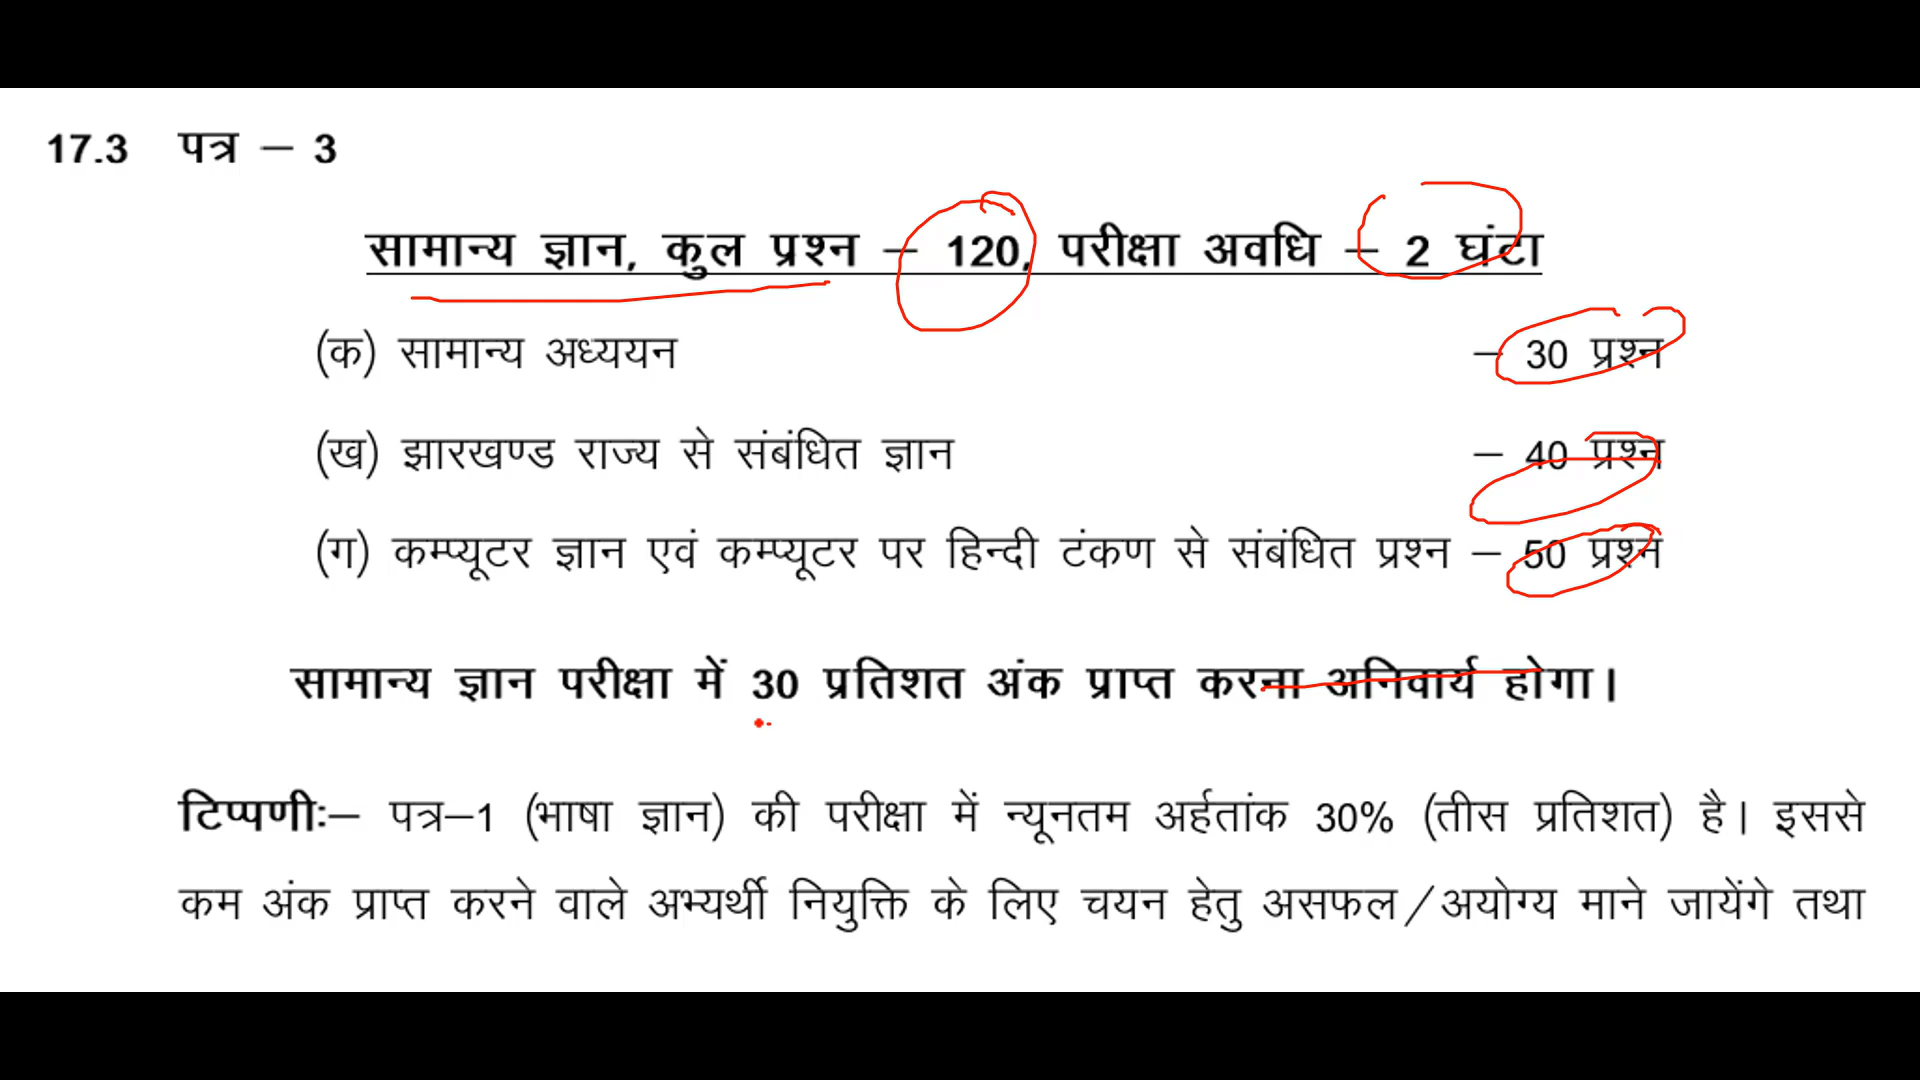 17.3 पत्र – 3
सामान्य ज्ञान, कुल प्रश्न – 120, परीक्षा अवधि – 2 घंटा
(क) सामान्य अध्ययन – 30 प्रश्न
(ख) झारखण्ड राज्य से संबंधित ज्ञान – 40 प्रश्न
(ग) कम्प्यूटर ज्ञान एवं कम्प्यूटर पर हिन्दी टंकण से संबंधित प्रश्न – 50 प्रश्न
सामान्य ज्ञान परीक्षा में 30 प्रतिशत अंक प्राप्त करना अनिवार्य होगा।
टिप्पणीः– पत्र–1 (भाषा ज्ञान) की परीक्षा में न्यूनतम अर्हतांक 30% (तीस प्रतिशत) है। इससे
कम अंक प्राप्त करने वाले अभ्यर्थी नियुक्ति के लिए चयन हेतु असफल/अयोग्य माने जायेंगे तथा